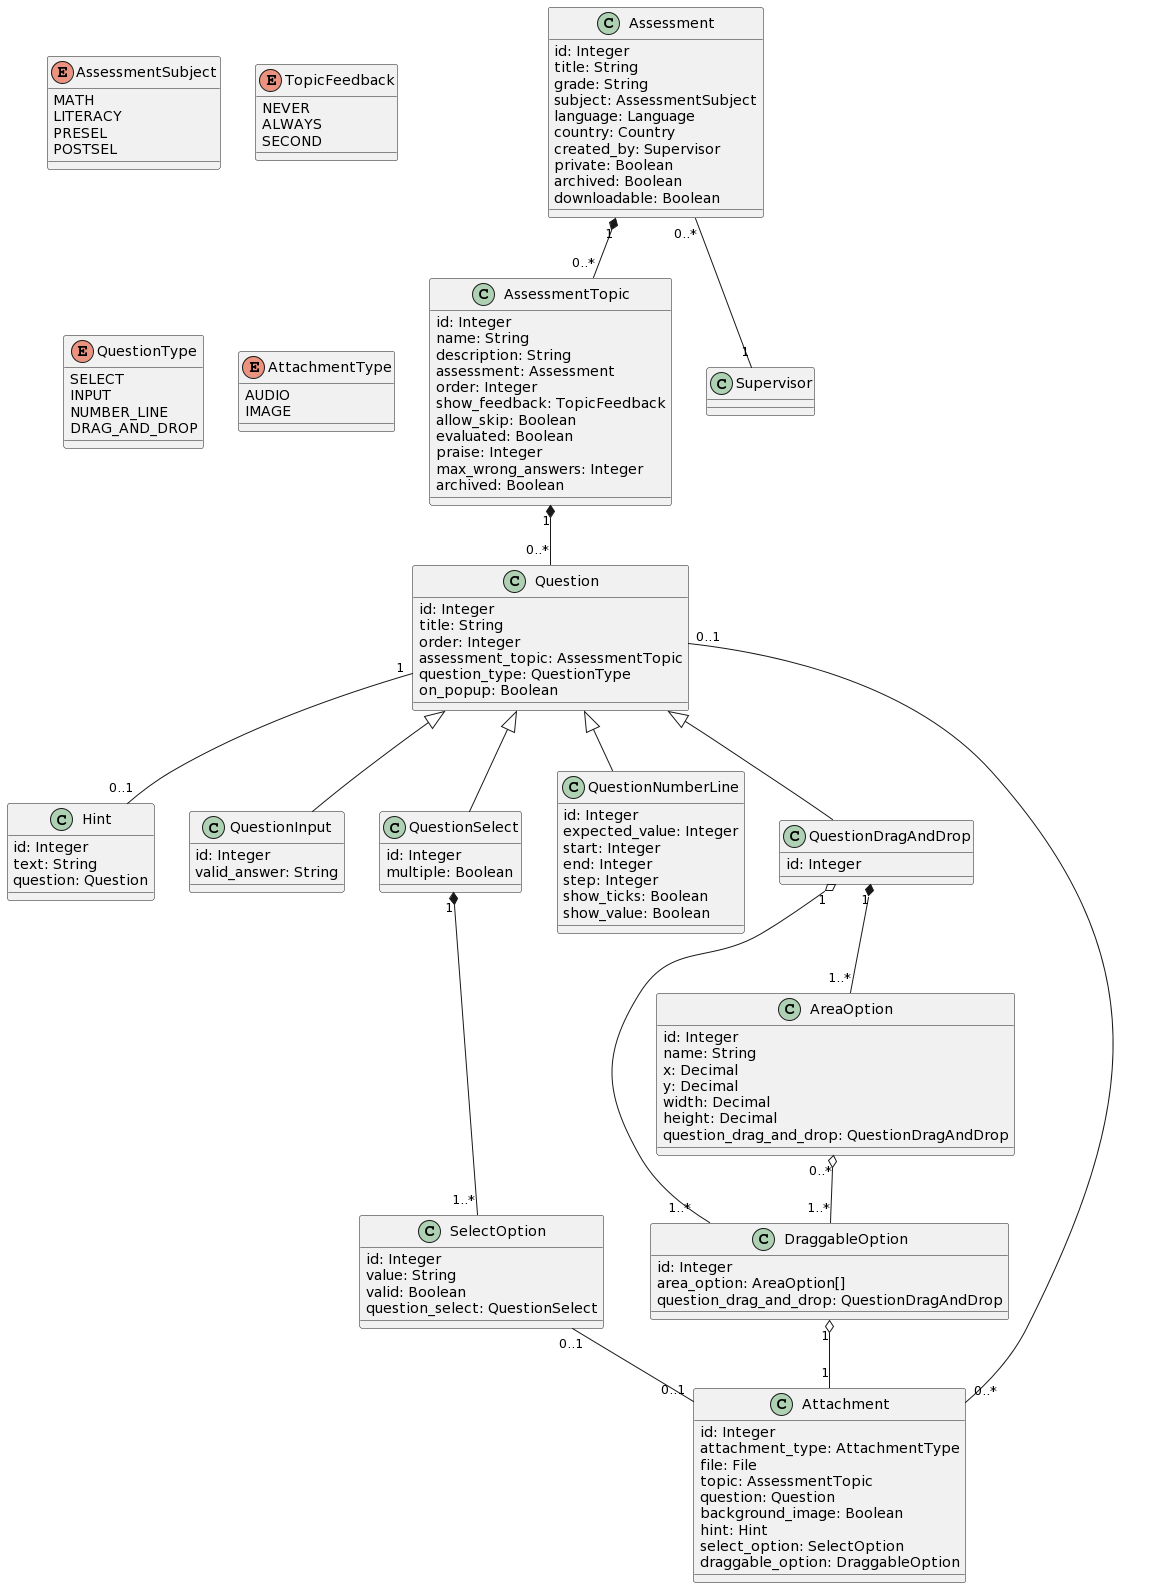 C Assessment
id: Integer
title: String
grade: String
subject: AssessmentSubject
language: Language
country: Country
created_by: Supervisor
private: Boolean
archived: Boolean
downloadable: Boolean
E AssessmentSubject
MATH
LITERACY
PRESEL
POSTSEL
E TopicFeedback
NEVER
ALWAYS
SECOND
1
0..*
0..*
1
C AssessmentTopic
id: Integer
name: String
description: String
assessment: Assessment
order: Integer
show_feedback: TopicFeedback
allow_skip: Boolean
evaluated: Boolean
praise: Integer
max_wrong_answers: Integer
archived: Boolean
E QuestionType
SELECT
INPUT
NUMBER_LINE
DRAG_AND_DROP
E AttachmentType
AUDIO
IMAGE
C Supervisor
1
0..*
C Question
id: Integer
title: String
order: Integer
assessment_topic: AssessmentTopic
question_type: QuestionType
on_popup: Boolean
0..1
1
0..1
C Hint
id: Integer
text: String
question: Question
C QuestionInput
id: Integer
valid_answer: String
C QuestionSelect
id: Integer
multiple: Boolean
C QuestionNumberLine
id: Integer
expected_value: Integer
start: Integer
end: Integer
step: Integer
show_ticks: Boolean
show_value: Boolean
C QuestionDragAndDrop
id: Integer
1
1
1
1..*
C AreaOption
id: Integer
name: String
x: Decimal
y: Decimal
width: Decimal
height: Decimal
question_drag_and_drop: QuestionDragAndDrop
0..*
1..*
1..*
1..*
C SelectOption
id: Integer
value: String
valid: Boolean
question_select: QuestionSelect
C DraggableOption
id: Integer
area_option: AreaOption[]
question_drag_and_drop: QuestionDragAndDrop
0..1
0..1
1
1
0..*
C Attachment
id: Integer
attachment_type: AttachmentType
file: File
topic: AssessmentTopic
question: Question
background_image: Boolean
hint: Hint
select_option: SelectOption
draggable_option: DraggableOption